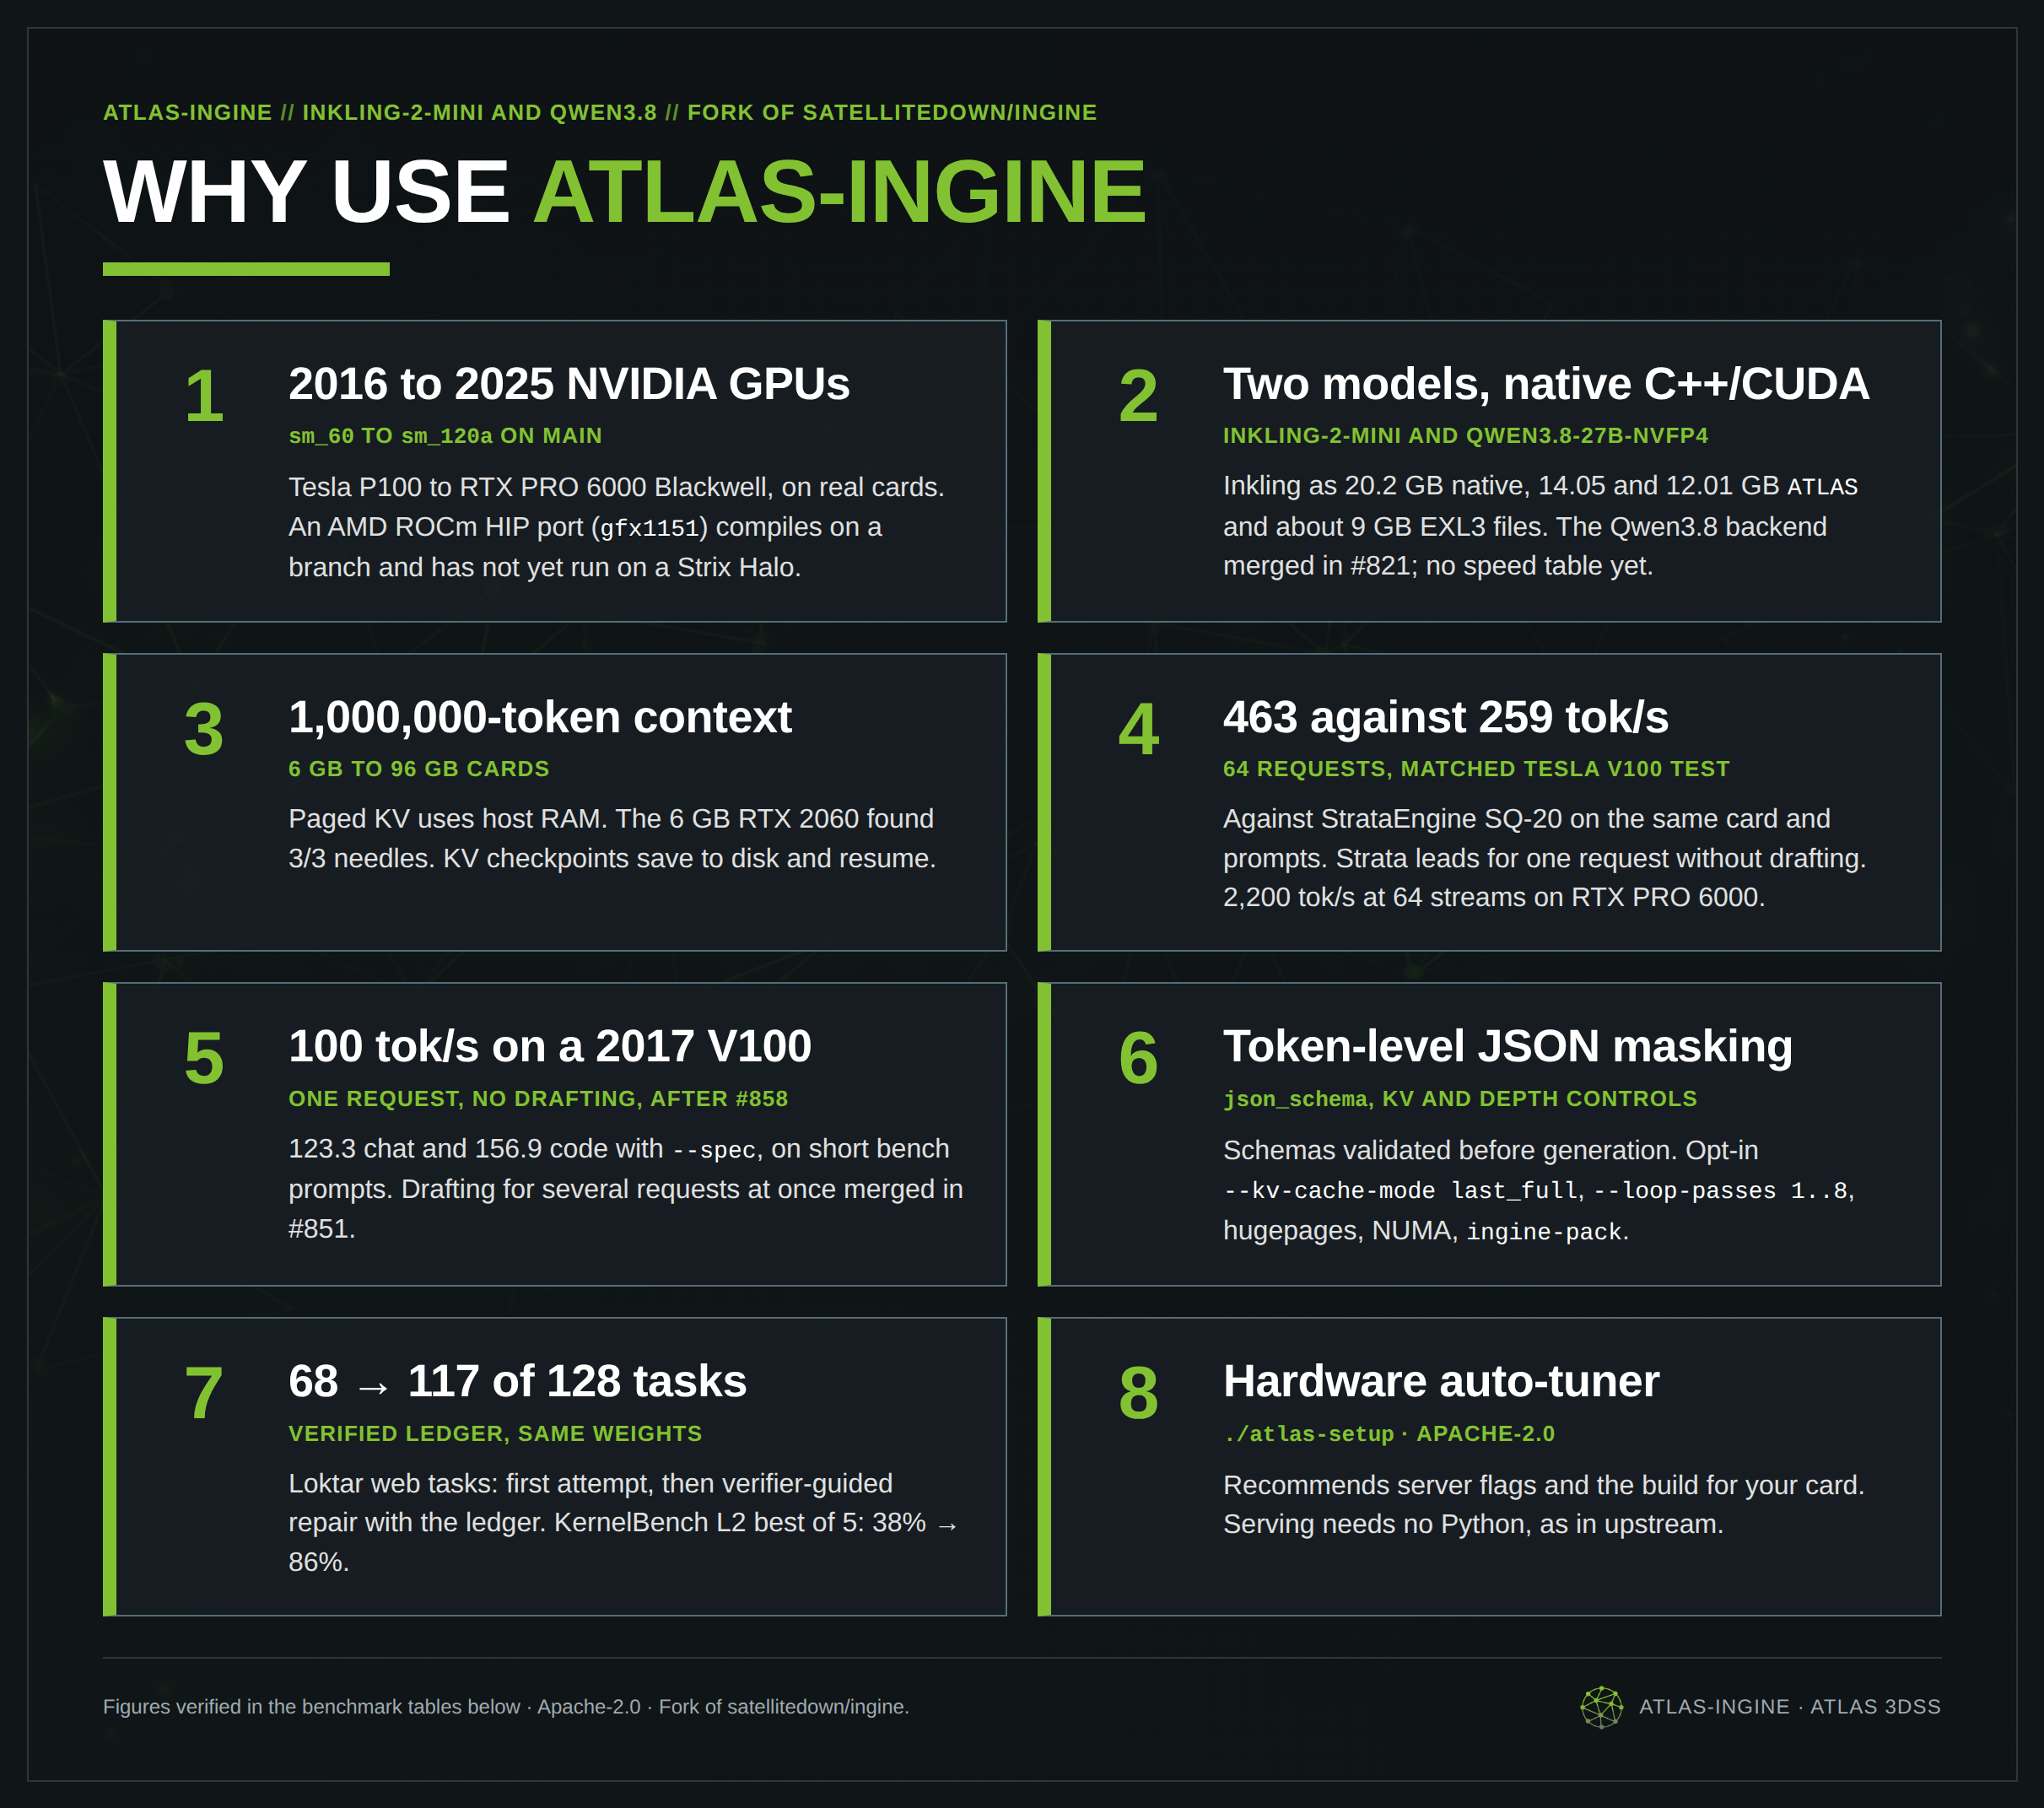 ATLAS-INGINE // INKLING-2-MINI AND QWEN3.8 // FORK OF SATELLITEDOWN/INGINE
WHY USE ATLAS-INGINE
1
2016 to 2025 NVIDIA GPUs
sm_60 TO sm_120a ON MAIN
Tesla P100 to RTX PRO 6000 Blackwell, on real cards.
An AMD ROCm HIP port (gfx1151) compiles on a
branch and has not yet run on a Strix Halo.
2
Two models, native C++/CUDA
INKLING-2-MINI AND QWEN3.8-27B-NVFP4
Inkling as 20.2 GB native, 14.05 and 12.01 GB ATLAS
and about 9 GB EXL3 files. The Qwen3.8 backend
merged in #821; no speed table yet.
3
1,000,000-token context
6 GB TO 96 GB CARDS
Paged KV uses host RAM. The 6 GB RTX 2060 found
3/3 needles. KV checkpoints save to disk and resume.
4
463 against 259 tok/s
64 REQUESTS, MATCHED TESLA V100 TEST
Against StrataEngine SQ-20 on the same card and
prompts. Strata leads for one request without drafting.
2,200 tok/s at 64 streams on RTX PRO 6000.
5
100 tok/s on a 2017 V100
ONE REQUEST, NO DRAFTING, AFTER #858
123.3 chat and 156.9 code with --spec, on short bench
prompts. Drafting for several requests at once merged in
#851.
6
Token-level JSON masking
json_schema, KV AND DEPTH CONTROLS
Schemas validated before generation. Opt-in
--kv-cache-mode last_full, --loop-passes 1..8,
hugepages, NUMA, ingine-pack.
7
68 → 117 of 128 tasks
VERIFIED LEDGER, SAME WEIGHTS
Loktar web tasks: first attempt, then verifier-guided
repair with the ledger. KernelBench L2 best of 5: 38% →
86%.
8
Hardware auto-tuner
./atlas-setup · APACHE-2.0
Recommends server flags and the build for your card.
Serving needs no Python, as in upstream.
Figures verified in the benchmark tables below · Apache-2.0 · Fork of satellitedown/ingine.
ATLAS-INGINE · ATLAS 3DSS